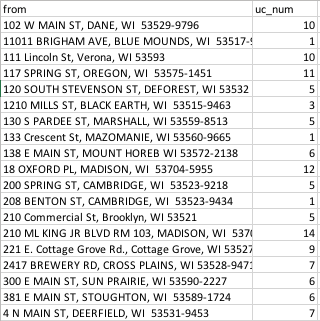 from uc_num
102 W MAIN ST, DANE, WI  53529-9796 10
11011 BRIGHAM AVE, BLUE MOUNDS, WI  53517-9 1
111 Lincoln St, Verona, WI 53593 10
117 SPRING ST, OREGON, WI  53575-1451 11
120 SOUTH STEVENSON ST, DEFOREST, WI 53532 5
1210 MILLS ST, BLACK EARTH, WI  53515-9463 3
130 S PARDEE ST, MARSHALL, WI  53559-8513 5
133 Crescent St, MAZOMANIE, WI  53560-9665 1
138 E MAIN ST, MOUNT HOREB WI 53572-2138 6
18 OXFORD PL, MADISON, WI  53704-5955 12
200 SPRING ST, CAMBRIDGE, WI  53523-9218 5
208 BENTON ST, CAMBRIDGE, WI  53523-9434 1
210 Commercial St, Brooklyn, WI 53521 5
210 ML KING JR BLVD RM 103, MADISON, WI  5370 14
221 E. Cottage Grove Rd., Cottage Grove, WI 53527 9
2417 BREWERY RD, CROSS PLAINS, WI 53528-9471 7
300 E MAIN ST, SUN PRAIRIE, WI 53590-2227 6
381 E MAIN ST, STOUGHTON, WI  53589-1724 6
4 N MAIN ST, DEERFIELD, WI  53531-9453 7